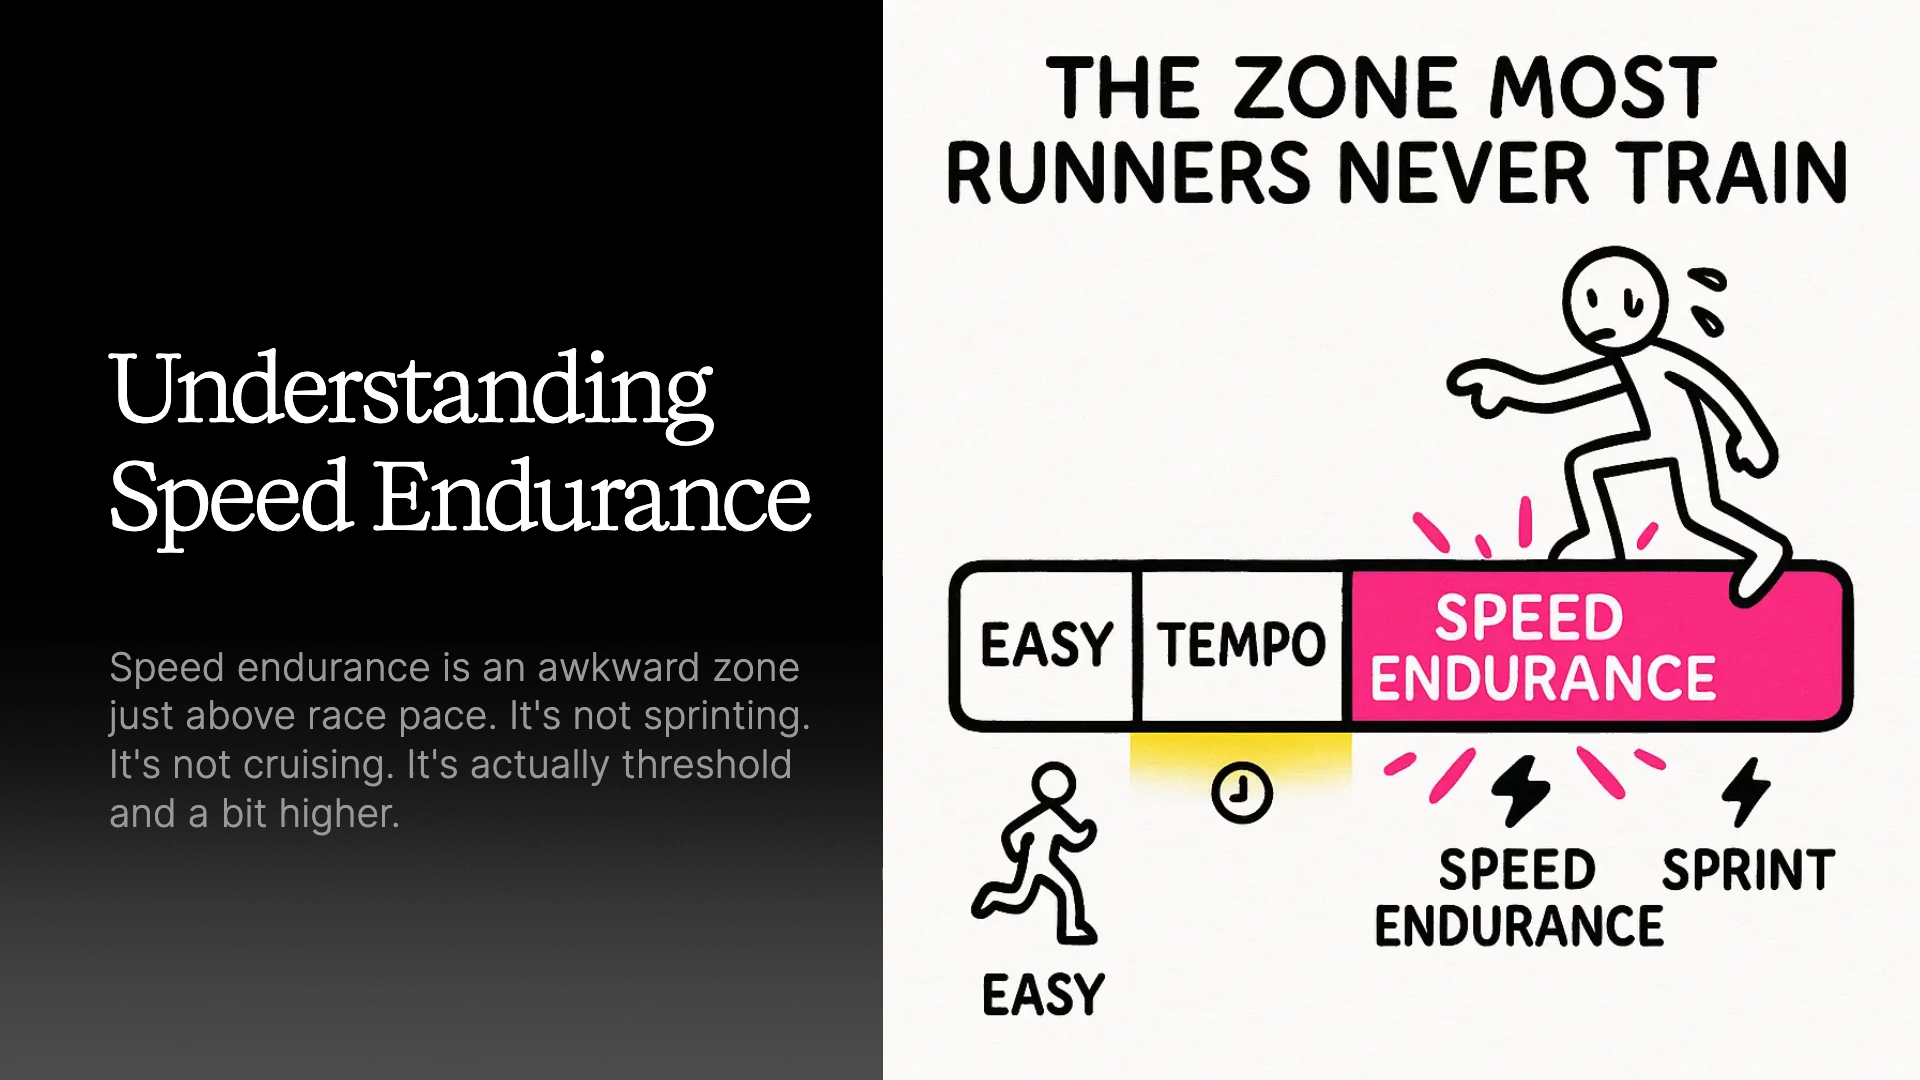 Understanding
Speed Endurance
Speed endurance is an awkward zone
just above race pace. It's not sprinting.
It's not cruising. It's actually threshold
and a bit higher.
THE ZONE MOST
RUNNERS NEVER TRAIN
EASY
TEMPO
SPEED
ENDURANCE
EASY
SPEED
ENDURANCE
SPRINT